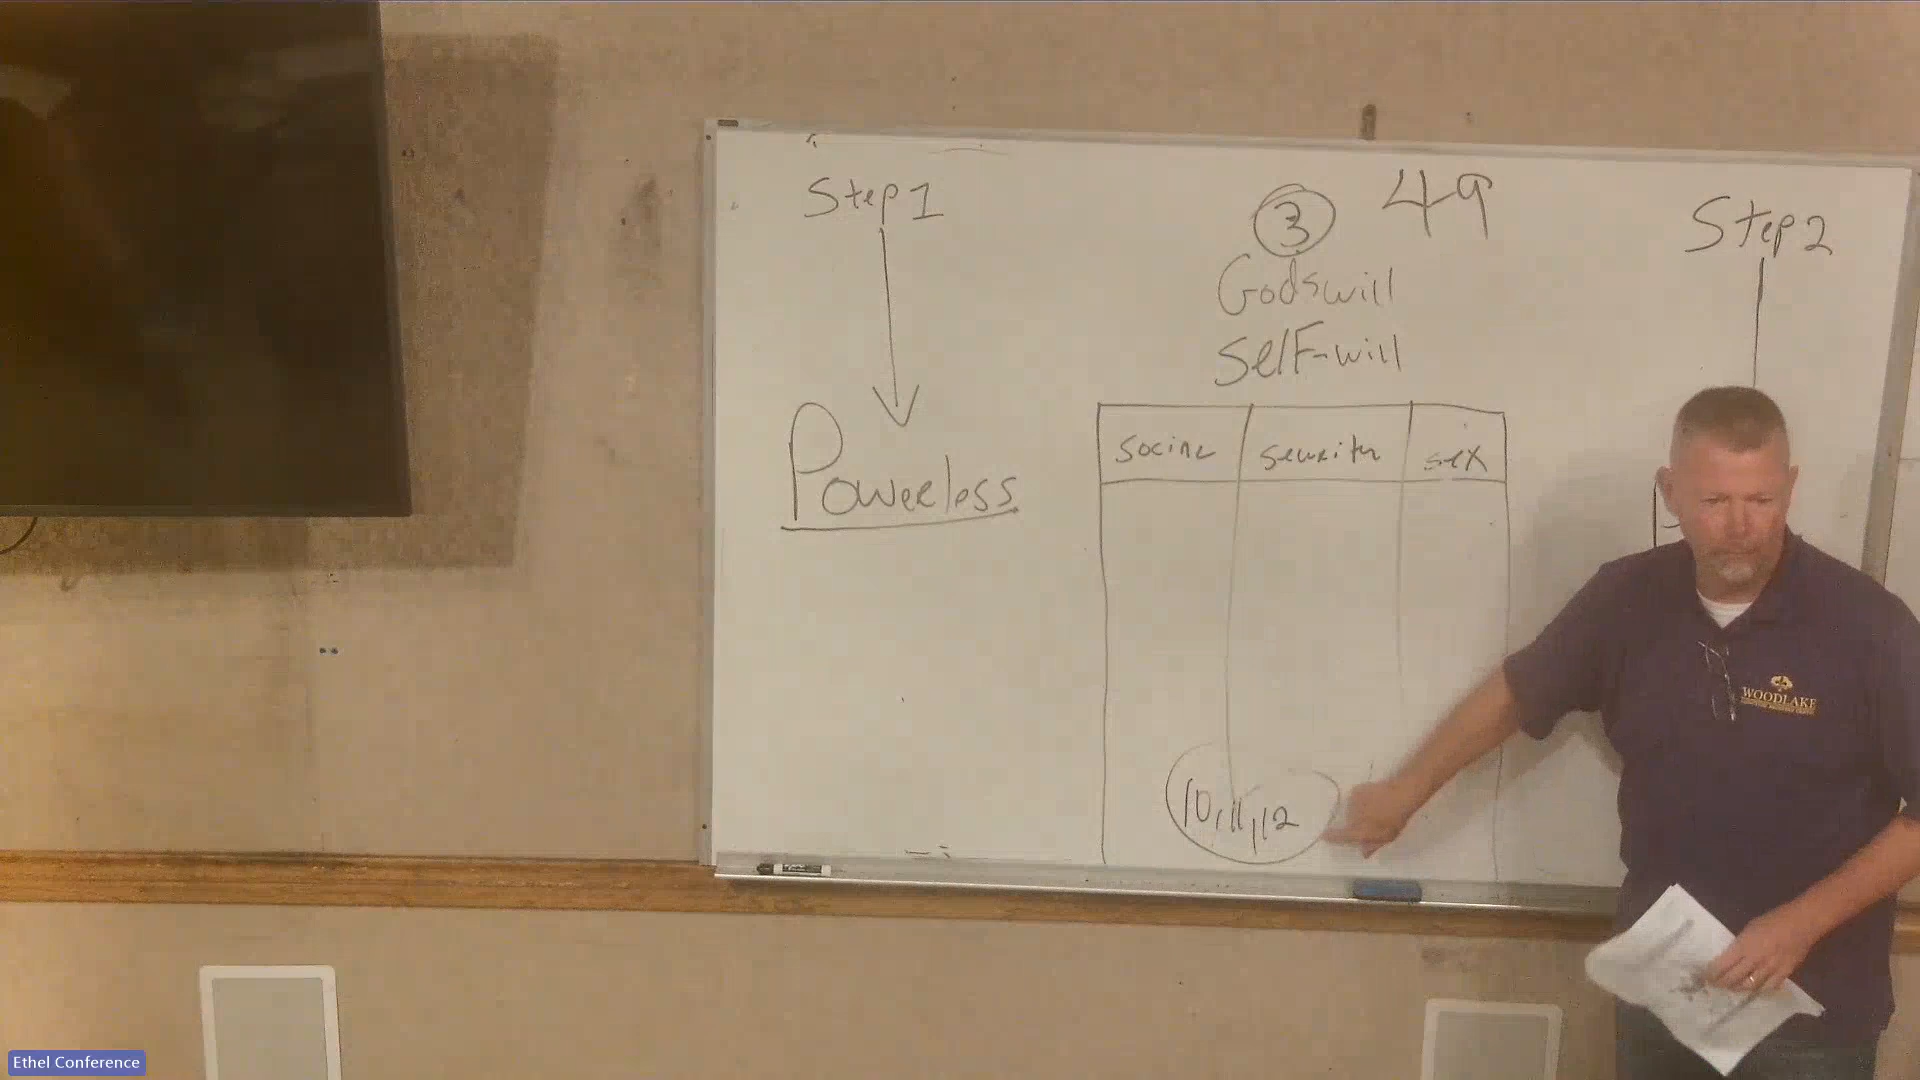 Step 1
③ 49
Step 2
Godswill
Self-will
Powerless
social
security
sex
10,11,12
WOODLAKE
Ethel Conference